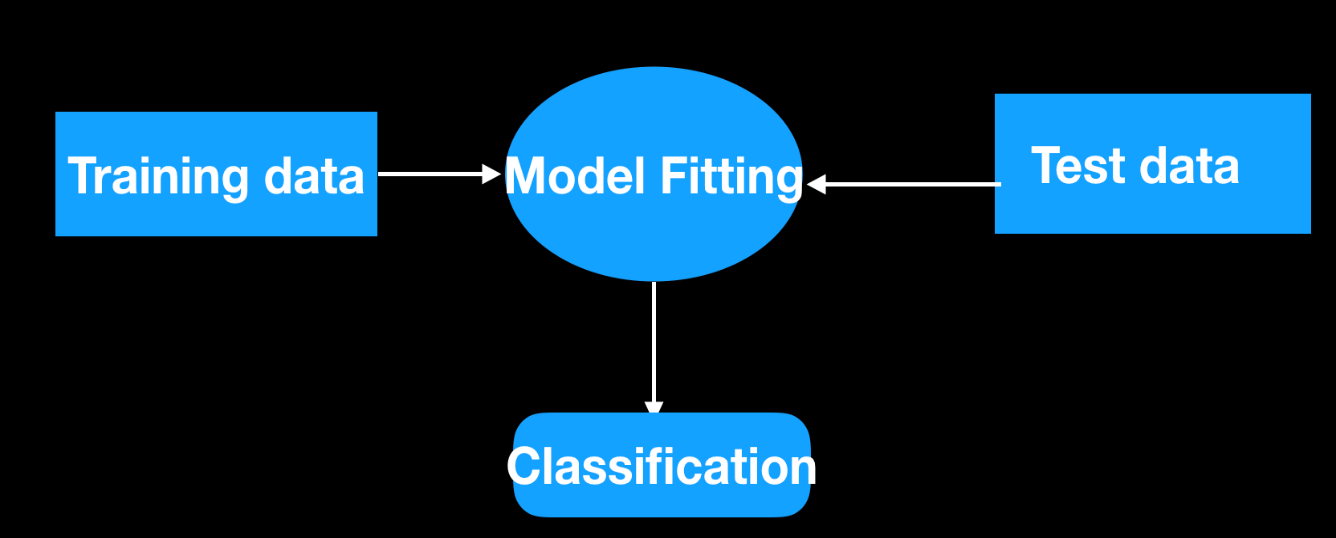 Training data
Model Fitting
Test data
Classification